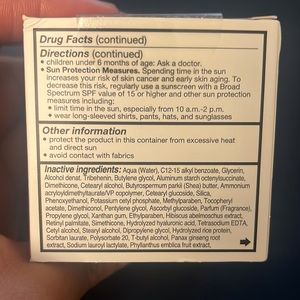 Drug Facts (continued)
Directions (continued)
• children under 6 months of age: Ask a doctor.
• Sun Protection Measures. Spending time in the sun
increases your risk of skin cancer and early skin aging. To
decrease this risk, regularly use a sunscreen with a Broad
Spectrum SPF value of 15 or higher and other sun protection
measures including:
• limit time in the sun, especially from 10 a.m.-2 p.m.
• wear long-sleeved shirts, pants, hats, and sunglasses
Other information
• protect the product in this container from excessive heat
and direct sun
• avoid contact with fabrics
Inactive ingredients: Aqua (Water), C12-15 alkyl benzoate, Glycerin,
Alcohol denat, Tribehenin, Butylene glycol, Aluminum starch octenylsuccinate,
Dimethicone, Cetearyl alcohol, Butyrospermum parkii (Shea) butter, Ammonium
acryloyldimethyltaurate/VP copolymer, Cetearyl glucoside, Silica,
Phenoxyethanol, Potassium cetyl phosphate, Methylparaben, Tocopheryl
acetate, Dimethiconol, Pentylene glycol, Ascorbyl glucoside, Parfum (Fragrance),
Propylene glycol, Xanthan gum, Ethylparaben, Hibiscus abelmoschus extract,
Retinyl palmitate, Simethicone, Hydrolyzed hyaluronic acid, Tetrasodium EDTA,
Cetyl alcohol, Stearyl alcohol, Dipropylene glycol, Hydrolyzed rice protein,
Sorbitan laurate, Polysorbate 20, T-butyl alcohol, Panax ginseng root
extract, Sodium lauroyl lactylate, Phyllanthus emblica fruit extract,